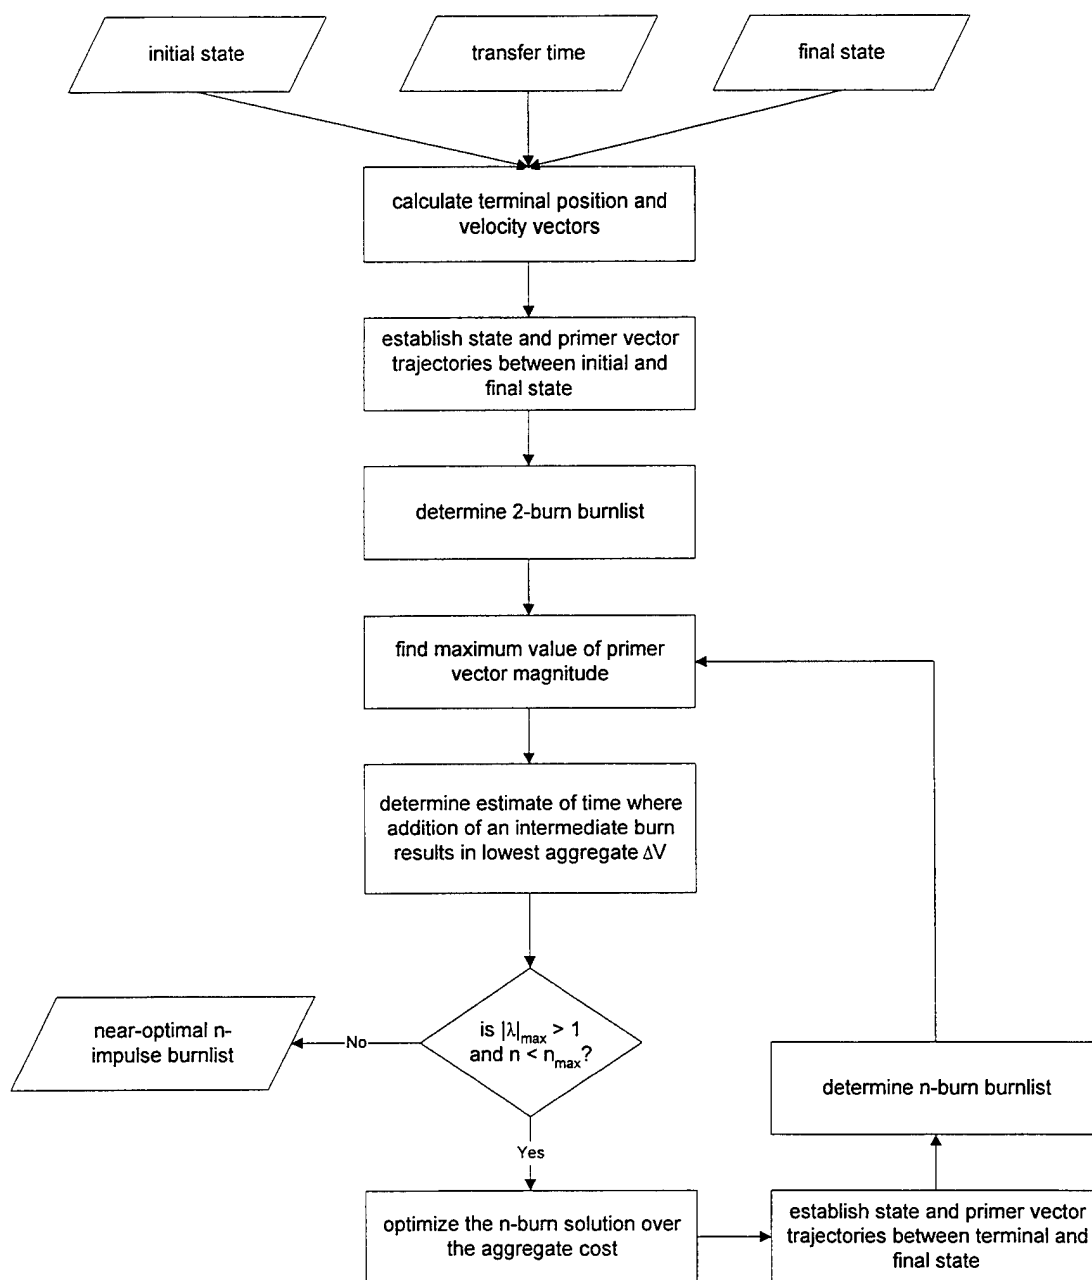 initial state
transfer time
final state
calculate terminal position and
velocity vectors
establish state and primer vector
trajectories between initial and
final state
determine 2-burn burnlist
find maximum value of primer
vector magnitude
determine estimate of time where
addition of an intermediate burn
results in lowest aggregate ΔV
is |λ|max > 1
and n < nmax?
No
near-optimal n-
impulse burnlist
Yes
optimize the n-burn solution over
the aggregate cost
establish state and primer vector
trajectories between terminal and
final state
determine n-burn burnlist